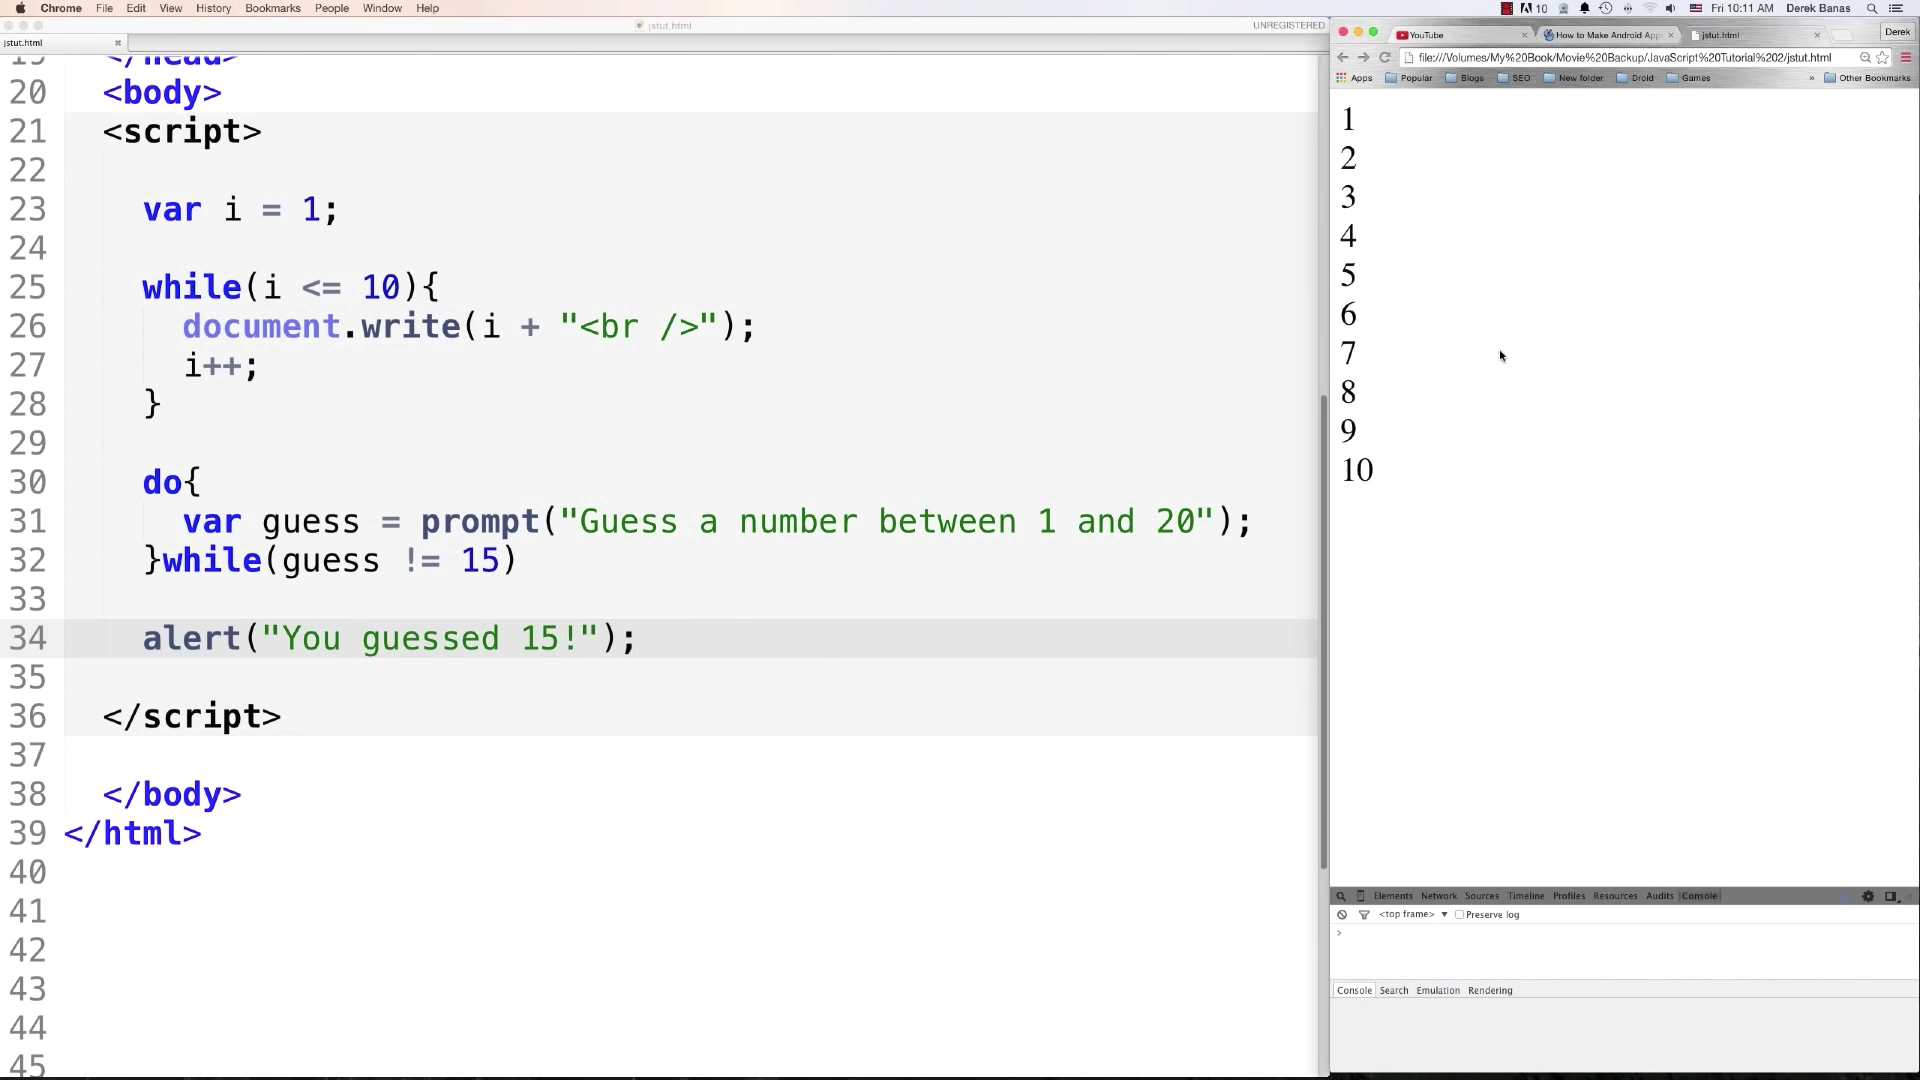 Chrome File Edit View History Bookmarks People Window Help
10 Fri 10:11 AM Derek Banas
jstut.html UNREGISTERED
jstut.html
19 </head>
20 <body>
21 <script>
22
23 var i = 1;
24
25 while(i <= 10){
26 document.write(i + "<br />");
27 i++;
28 }
29
30 do{
31 var guess = prompt("Guess a number between 1 and 20");
32 }while(guess != 15)
33
34 alert("You guessed 15!");
35
36 </script>
37
38 </body>
39 </html>
40
41
42
43
44
45
YouTube How to Make Android App jstut.html Derek
file:///Volumes/My%20Book/Movie%20Backup/JavaScript%20Tutorial%202/jstut.html
Apps Popular Blogs SEO New folder Droid Games » Other Bookmarks
1
2
3
4
5
6
7
8
9
10
Elements Network Sources Timeline Profiles Resources Audits Console
<top frame> ▼ Preserve log
>
Console Search Emulation Rendering